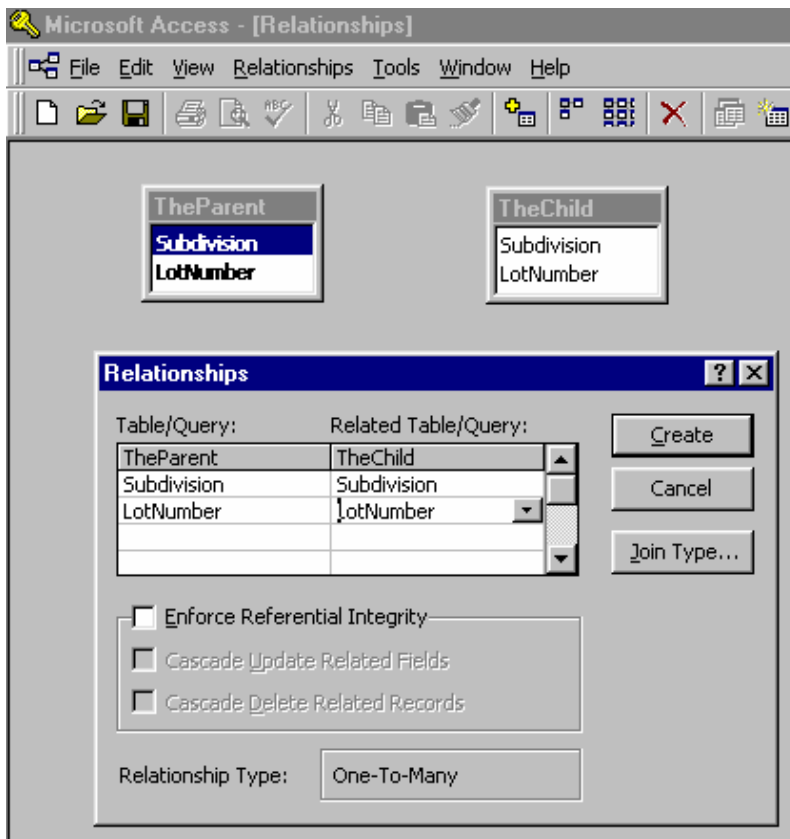 Microsoft Access - [Relationships]
File Edit View Relationships Tools Window Help
ABC
TheParent
Subdivision
LotNumber
TheChild
Subdivision
LotNumber
Relationships
Table/Query: Related Table/Query:
TheParent TheChild
Subdivision Subdivision
LotNumber LotNumber
Create
Cancel
Join Type...
Enforce Referential Integrity
Cascade Update Related Fields
Cascade Delete Related Records
Relationship Type: One-To-Many